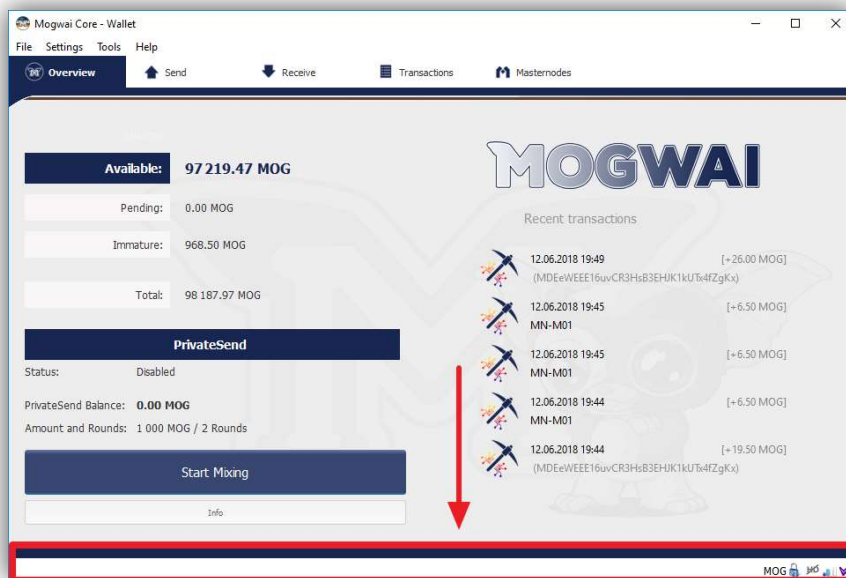 Mogwai Core - Wallet
File Settings Tools Help
Overview Send Receive Transactions Masternodes
Available: 97 219.47 MOG
Pending: 0.00 MOG
Immature: 968.50 MOG
Total: 98 187.97 MOG
PrivateSend
Status: Disabled
PrivateSend Balance: 0.00 MOG
Amount and Rounds: 1 000 MOG / 2 Rounds
Start Mixing
Info
MOGWAI
Recent transactions
12.06.2018 19:49 [+26.00 MOG]
(MDEeWEEE16uvCR3HsB3EHJK1kUTx4fZgKx)
12.06.2018 19:45 [+6.50 MOG]
MN-M01
12.06.2018 19:45 [+6.50 MOG]
MN-M01
12.06.2018 19:44 [+6.50 MOG]
MN-M01
12.06.2018 19:44 [+19.50 MOG]
(MDEeWEEE16uvCR3HsB3EHJK1kUTx4fZgKx)
MOG HD